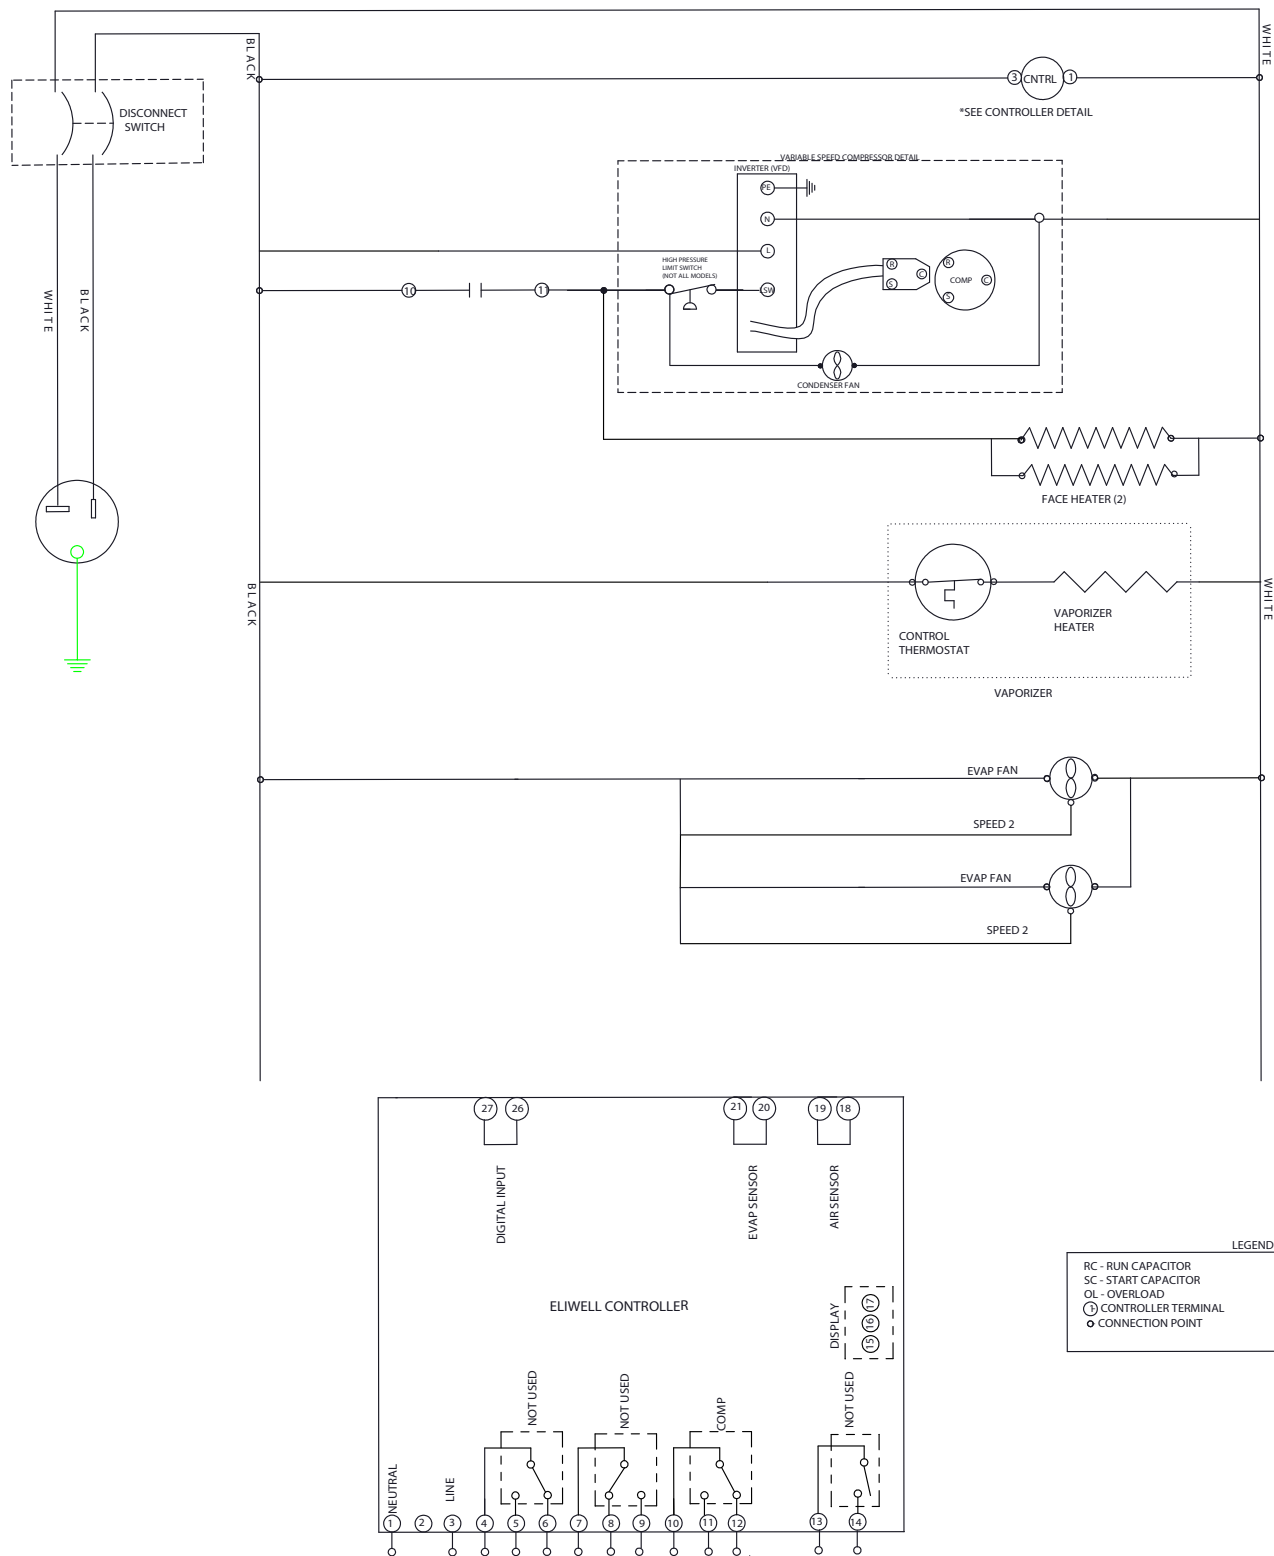 BLACK
WHITE
3
CNTRL
1
DISCONNECT
SWITCH
*SEE CONTROLLER DETAIL
VARIABLE SPEED COMPRESSOR DETAIL
INVERTER (VFD)
PE
N
L
HIGH PRESSURE
LIMIT SWITCH
(NOT ALL MODELS)
R
C
S
R
COMP
C
S
10
11
LSW
WHITE
BLACK
CONDENSER FAN
FACE HEATER (2)
BLACK
WHITE
VAPORIZER
HEATER
CONTROL
THERMOSTAT
VAPORIZER
EVAP FAN
SPEED 2
EVAP FAN
SPEED 2
27
26
21
20
19
18
DIGITAL INPUT
EVAP SENSOR
AIR SENSOR
LEGEND
RC - RUN CAPACITOR
SC - START CAPACITOR
OL - OVERLOAD
1 CONTROLLER TERMINAL
CONNECTION POINT
ELIWELL CONTROLLER
DISPLAY
17
16
15
NOT USED
NOT USED
COMP
NOT USED
NEUTRAL
LINE
1
2
3
4
5
6
7
8
9
10
11
12
13
14